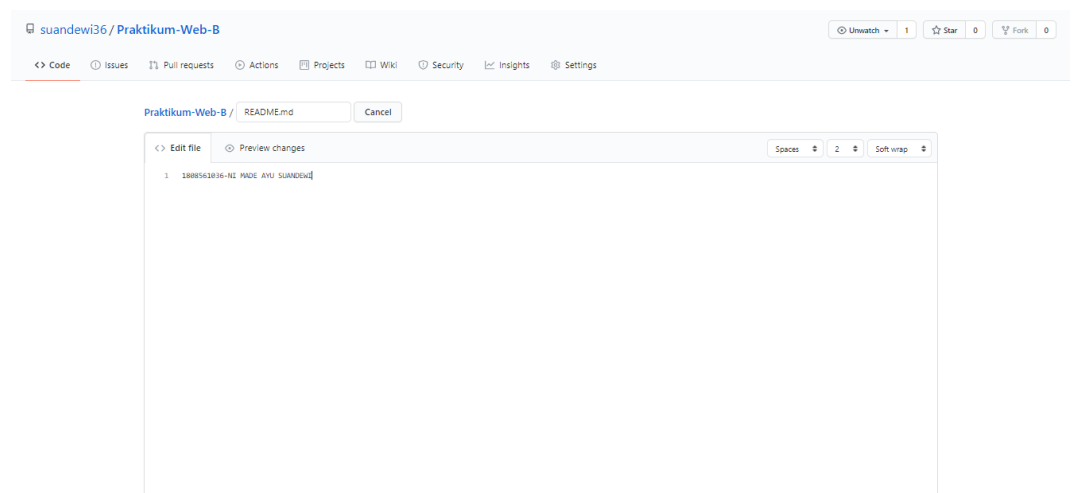 suandewi36 / Praktikum-Web-B
Unwatch 1 Star 0 Fork 0
<> Code Issues Pull requests Actions Projects Wiki Security Insights Settings
Praktikum-Web-B / README.md Cancel
<> Edit file Preview changes Spaces 2 Soft wrap
1 1808561036-NI MADE AYU SUANDEWI